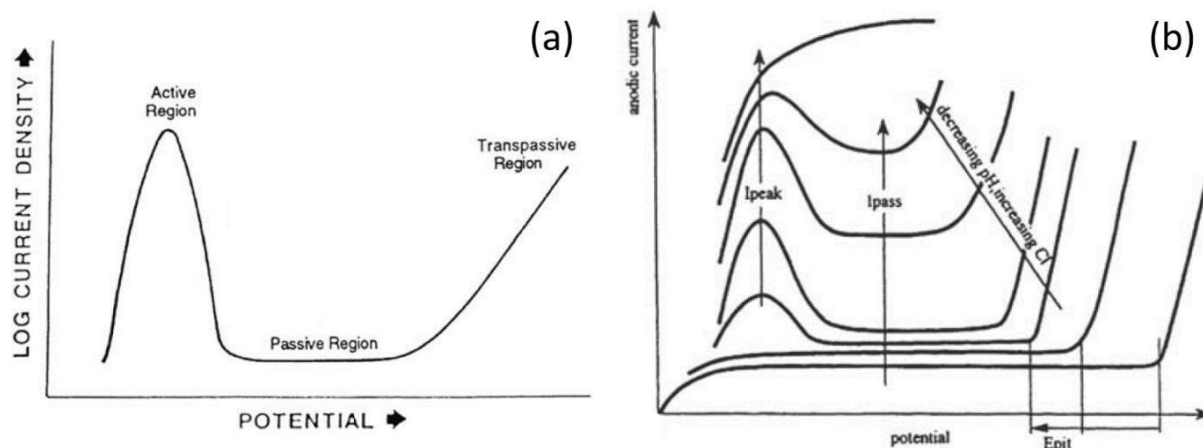 (a)
LOG CURRENT DENSITY
Active
Region
Transpassive
Region
Passive Region
POTENTIAL
(b)
anodic current
decreasing pH, increasing Cl
Ipeak
Ipass
Epit
potential